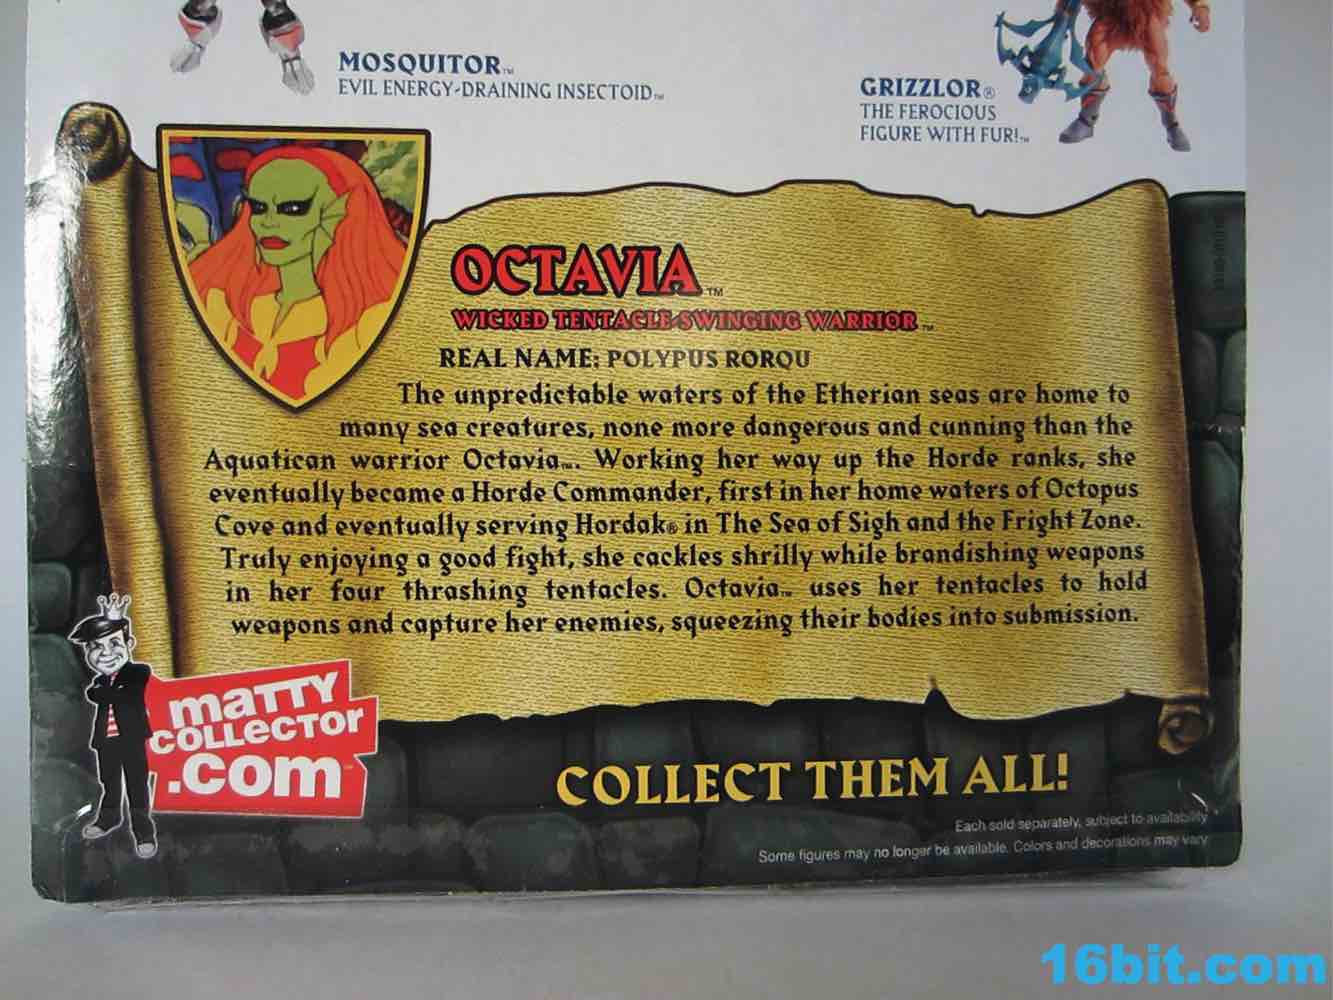 MOSQUITOR™
EVIL ENERGY-DRAINING INSECTOID™
GRIZZLOR®
THE FEROCIOUS
FIGURE WITH FUR!™
OCTAVIA™
WICKED TENTACLE-SWINGING WARRIOR™
REAL NAME: POLYPUS RORQU
The unpredictable waters of the Etherian seas are home to
many sea creatures, none more dangerous and cunning than the
Aquatican warrior Octavia™. Working her way up the Horde ranks, she
eventually became a Horde Commander, first in her home waters of Octopus
Cove and eventually serving Hordak® in The Sea of Sigh and the Fright Zone.
Truly enjoying a good fight, she cackles shrilly while brandishing weapons
in her four thrashing tentacles. Octavia™ uses her tentacles to hold
weapons and capture her enemies, squeezing their bodies into submission.
maTTY
COLLeCTOR
.com™
COLLECT THEM ALL!
Each sold separately, subject to availability
Some figures may no longer be available. Colors and decorations may vary
16bit.com